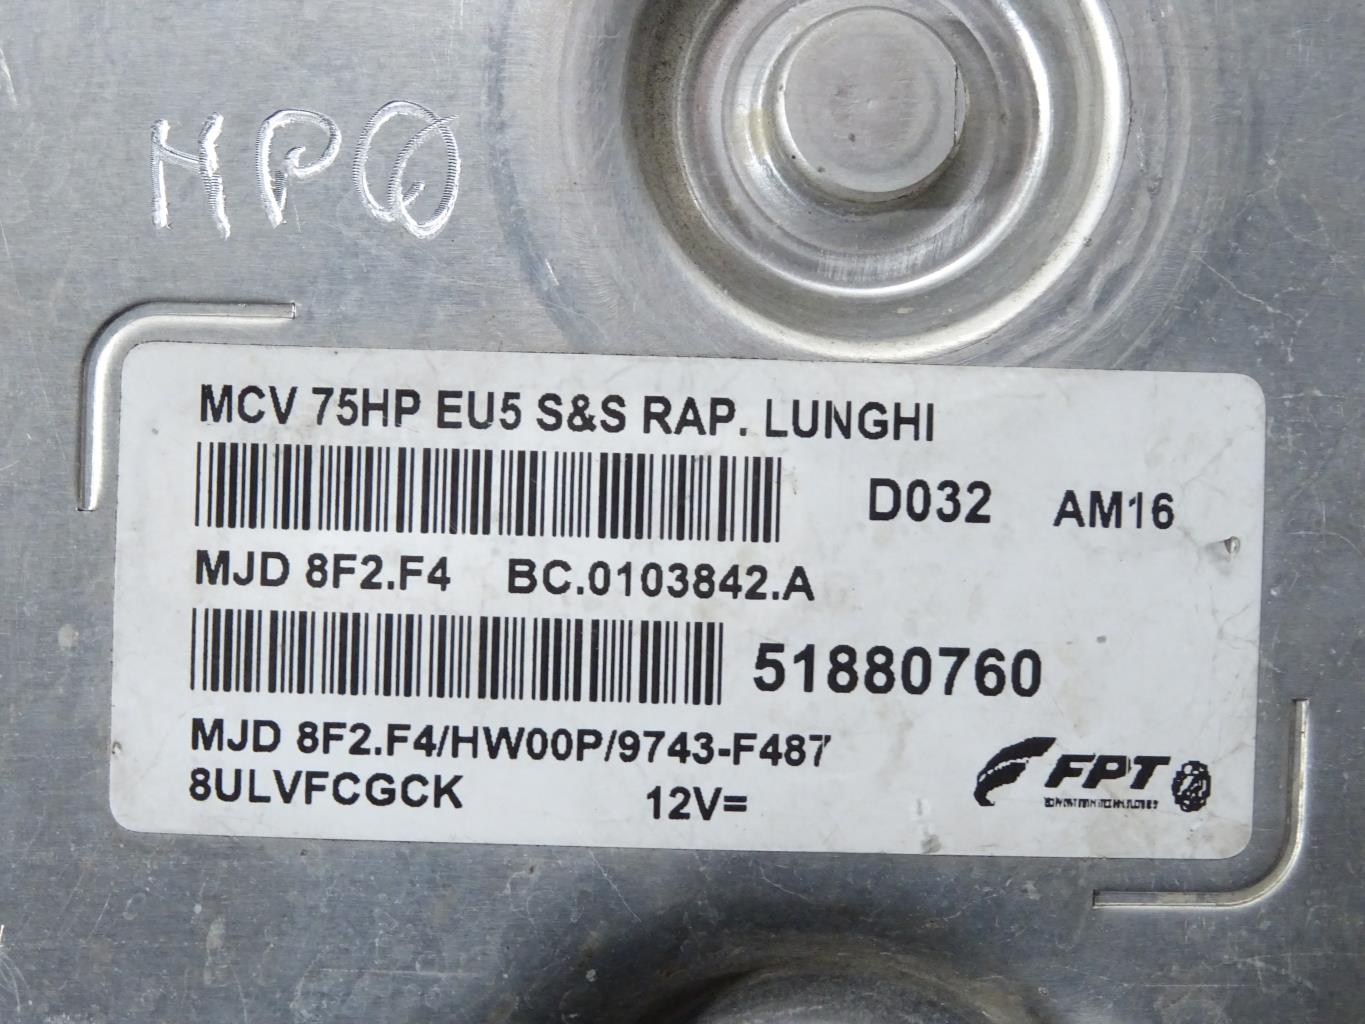 HPQ
MCV 75HP EU5 S&S RAP. LUNGHI
D032 AM16
MJD 8F2.F4 BC.0103842.A
51880760
MJD 8F2.F4/HW00P/9743-F487
8ULVFCGCK 12V=
FPT